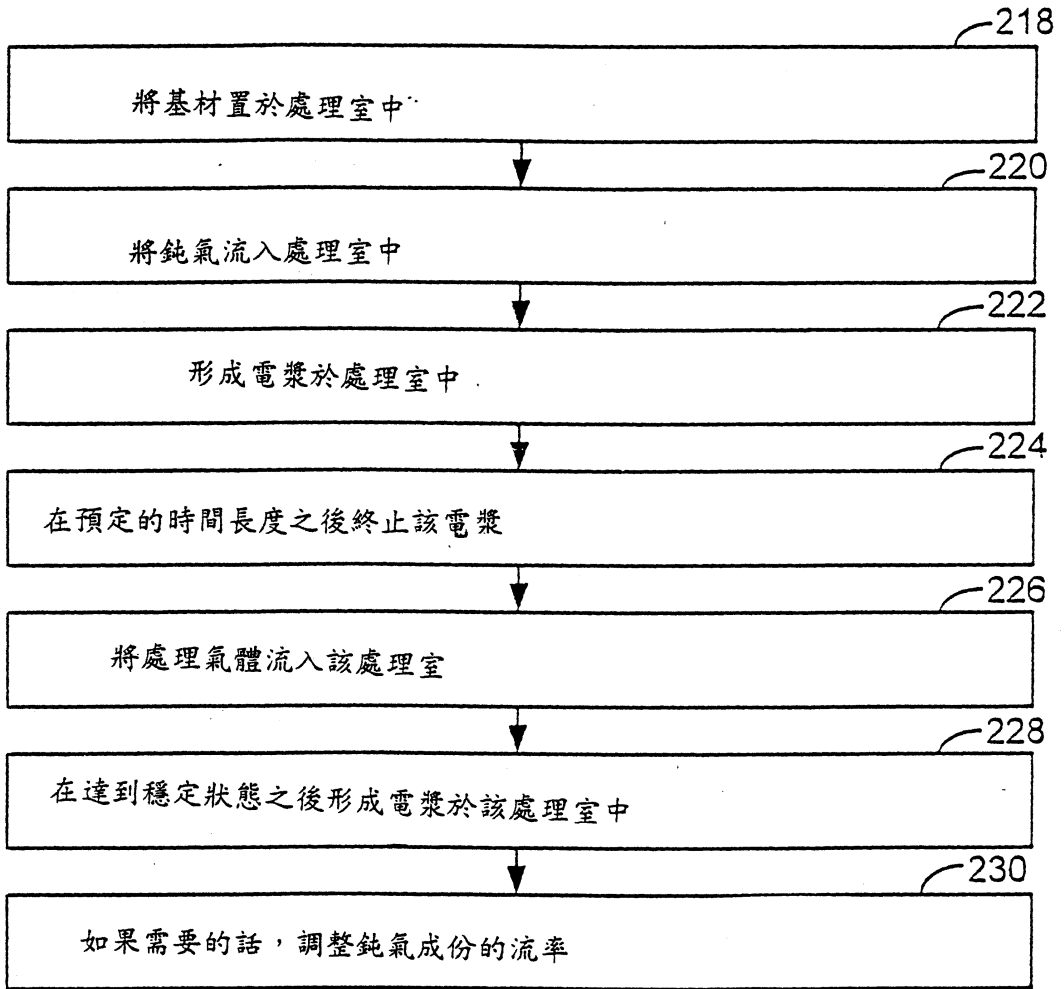 218
將基材置於處理室中
220
將鈍氣流入處理室中
222
形成電漿於處理室中
224
在預定的時間長度之後終止該電漿
226
將處理氣體流入該處理室
228
在達到穩定狀態之後形成電漿於該處理室中
230
如果需要的話，調整鈍氣成份的流率